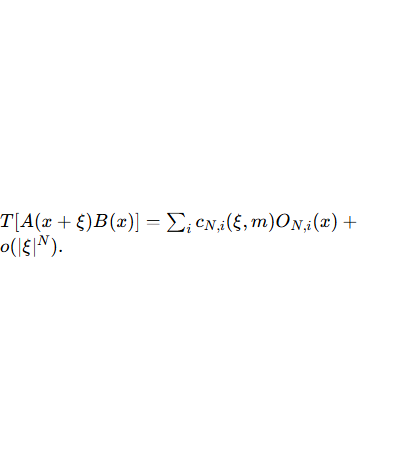 T[A(x + ξ)B(x)] = ∑_i c_{N,i}(ξ, m)O_{N,i}(x) +
o(|ξ|^N).